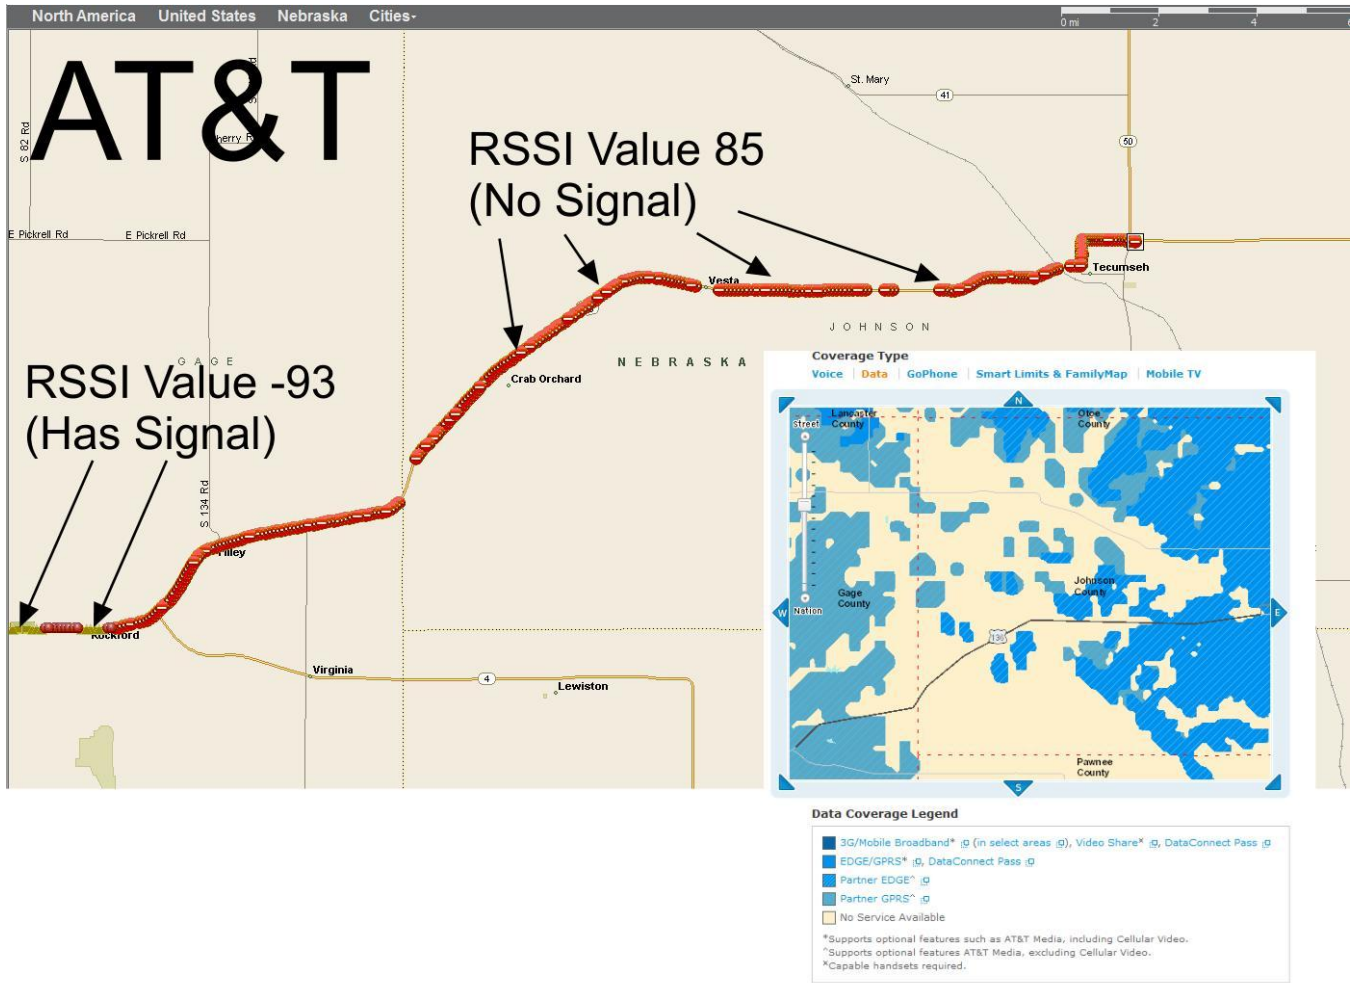 North America United States Nebraska Cities-
0 mi 2 4
AT&T
St. Mary
41
S 82 Rd
50
RSSI Value 85
(No Signal)
E Pickrell Rd E Pickrell Rd
Vesta
Tecumseh
JOHNSON
GAGE
NEBRASKA
RSSI Value -93
(Has Signal)
Crab Orchard
S 134 Rd
Rockford
Virginia
4
Lewiston
Coverage Type
Voice | Data | GoPhone | Smart Limits & FamilyMap | Mobile TV
N
Lancaster
County
Otoe
County
Street
Johnson
County
Gage
County
Nation
W
E
136
Pawnee
County
S
Data Coverage Legend
3G/Mobile Broadband* (in select areas), Video Share×, DataConnect Pass
EDGE/GPRS*, DataConnect Pass
Partner EDGE^
Partner GPRS^
No Service Available
*Supports optional features such as AT&T Media, including Cellular Video.
^Supports optional features AT&T Media, excluding Cellular Video.
×Capable handsets required.